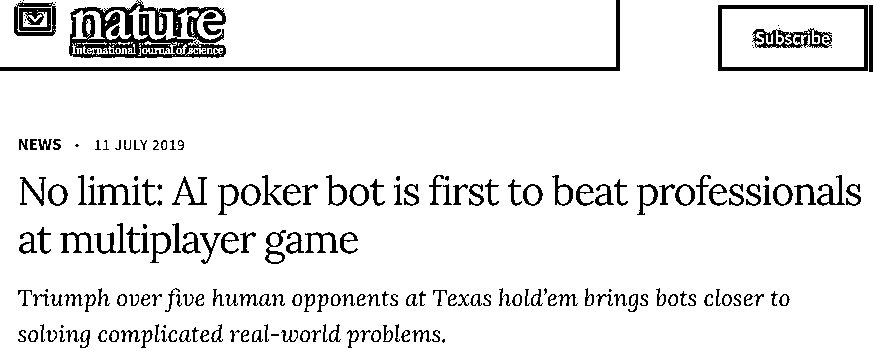 nature
International journal of science
Subscribe
NEWS · 11 JULY 2019
No limit: AI poker bot is first to beat professionals
at multiplayer game
Triumph over five human opponents at Texas hold’em brings bots closer to
solving complicated real-world problems.